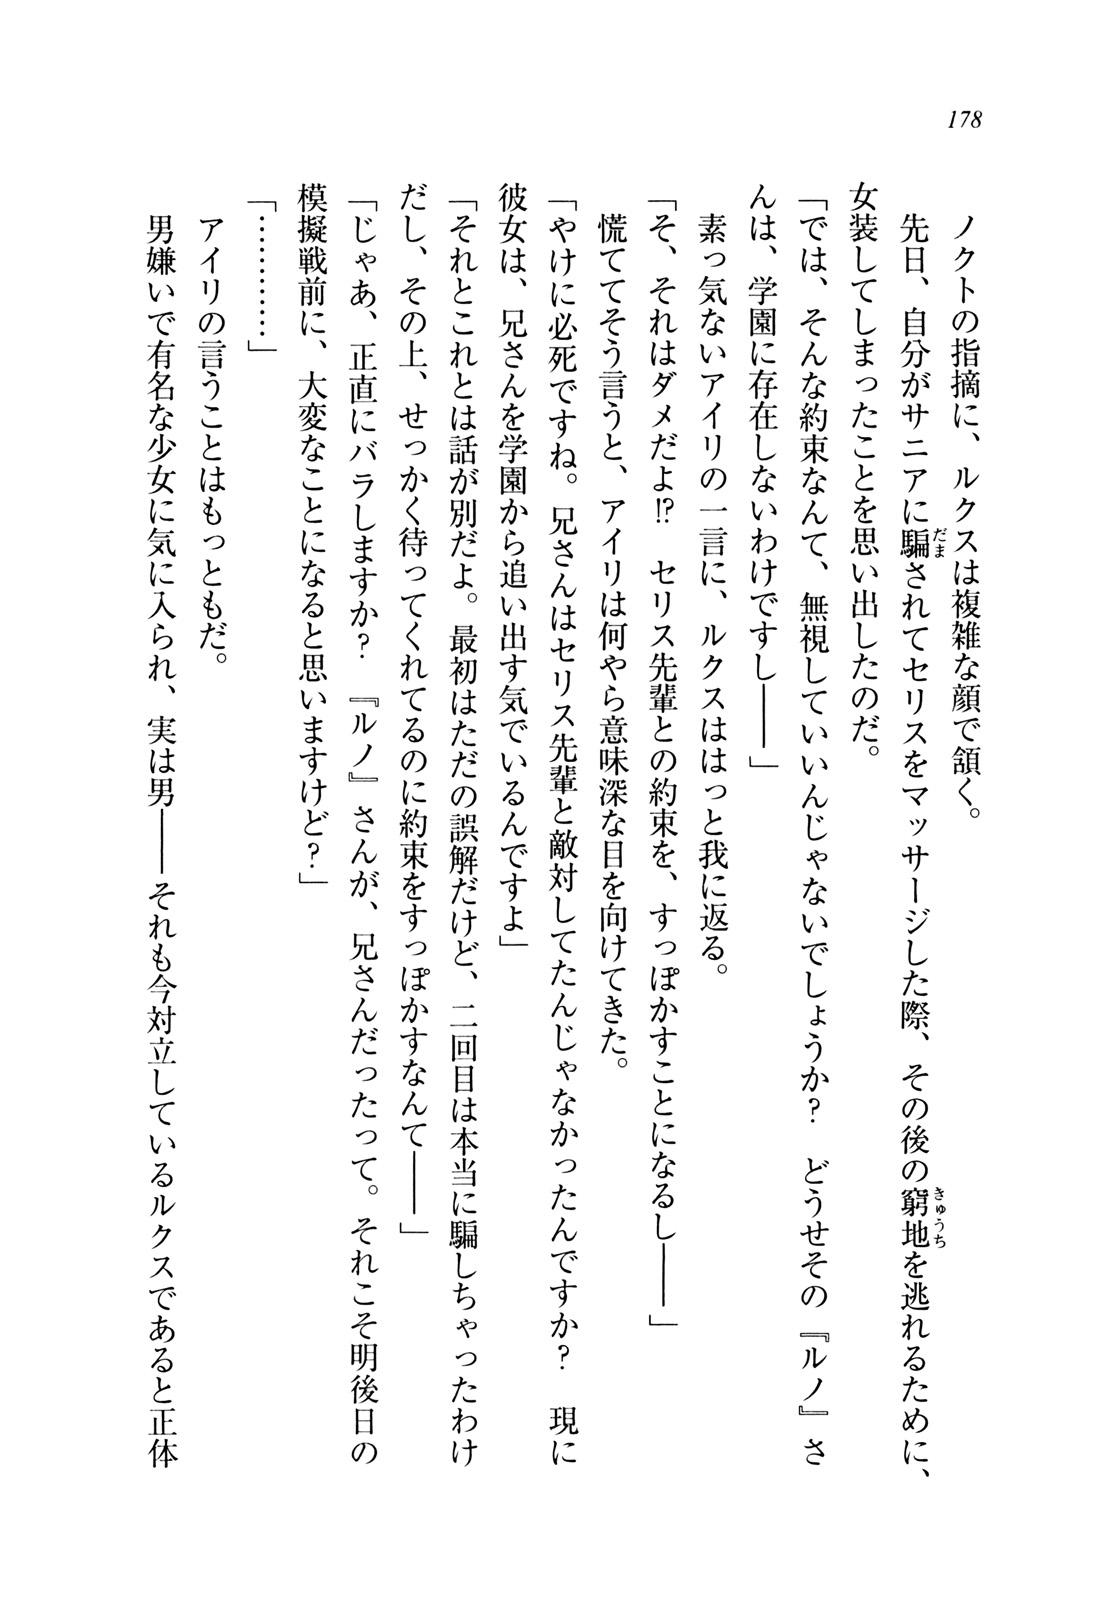 178
ノクトの指摘に、ルクスは複雑な顔で頷く。
先日、自分がサニアに騙されてセリスをマッサージした際、その後の窮地を逃れるために、
女装してしまったことを思い出したのだ。
「では、そんな約束なんて、無視していいんじゃないでしょうか？　どうせその『ルノ』さ
んは、学園に存在しないわけですし――」
素っ気ないアイリの一言に、ルクスははっと我に返る。
「そ、それはダメだよ⁉　セリス先輩との約束を、すっぽかすことになるし――」
慌ててそう言うと、アイリは何やら意味深な目を向けてきた。
「やけに必死ですね。兄さんはセリス先輩と敵対してたんじゃなかったんですか？　現に
彼女は、兄さんを学園から追い出す気でいるんですよ」
「それとこれとは話が別だよ。最初はただの誤解だけど、二回目は本当に騙しちゃったわけ
だし、その上、せっかく待ってくれてるのに約束をすっぽかすなんて――」
「じゃあ、正直にバラしますか？　『ルノ』さんが、兄さんだったって。それこそ明後日の
模擬戦前に、大変なことになると思いますけど？」
「…………」
アイリの言うことはもっともだ。
男嫌いで有名な少女に気に入られ、実は男――それも今対立しているルクスであると正体